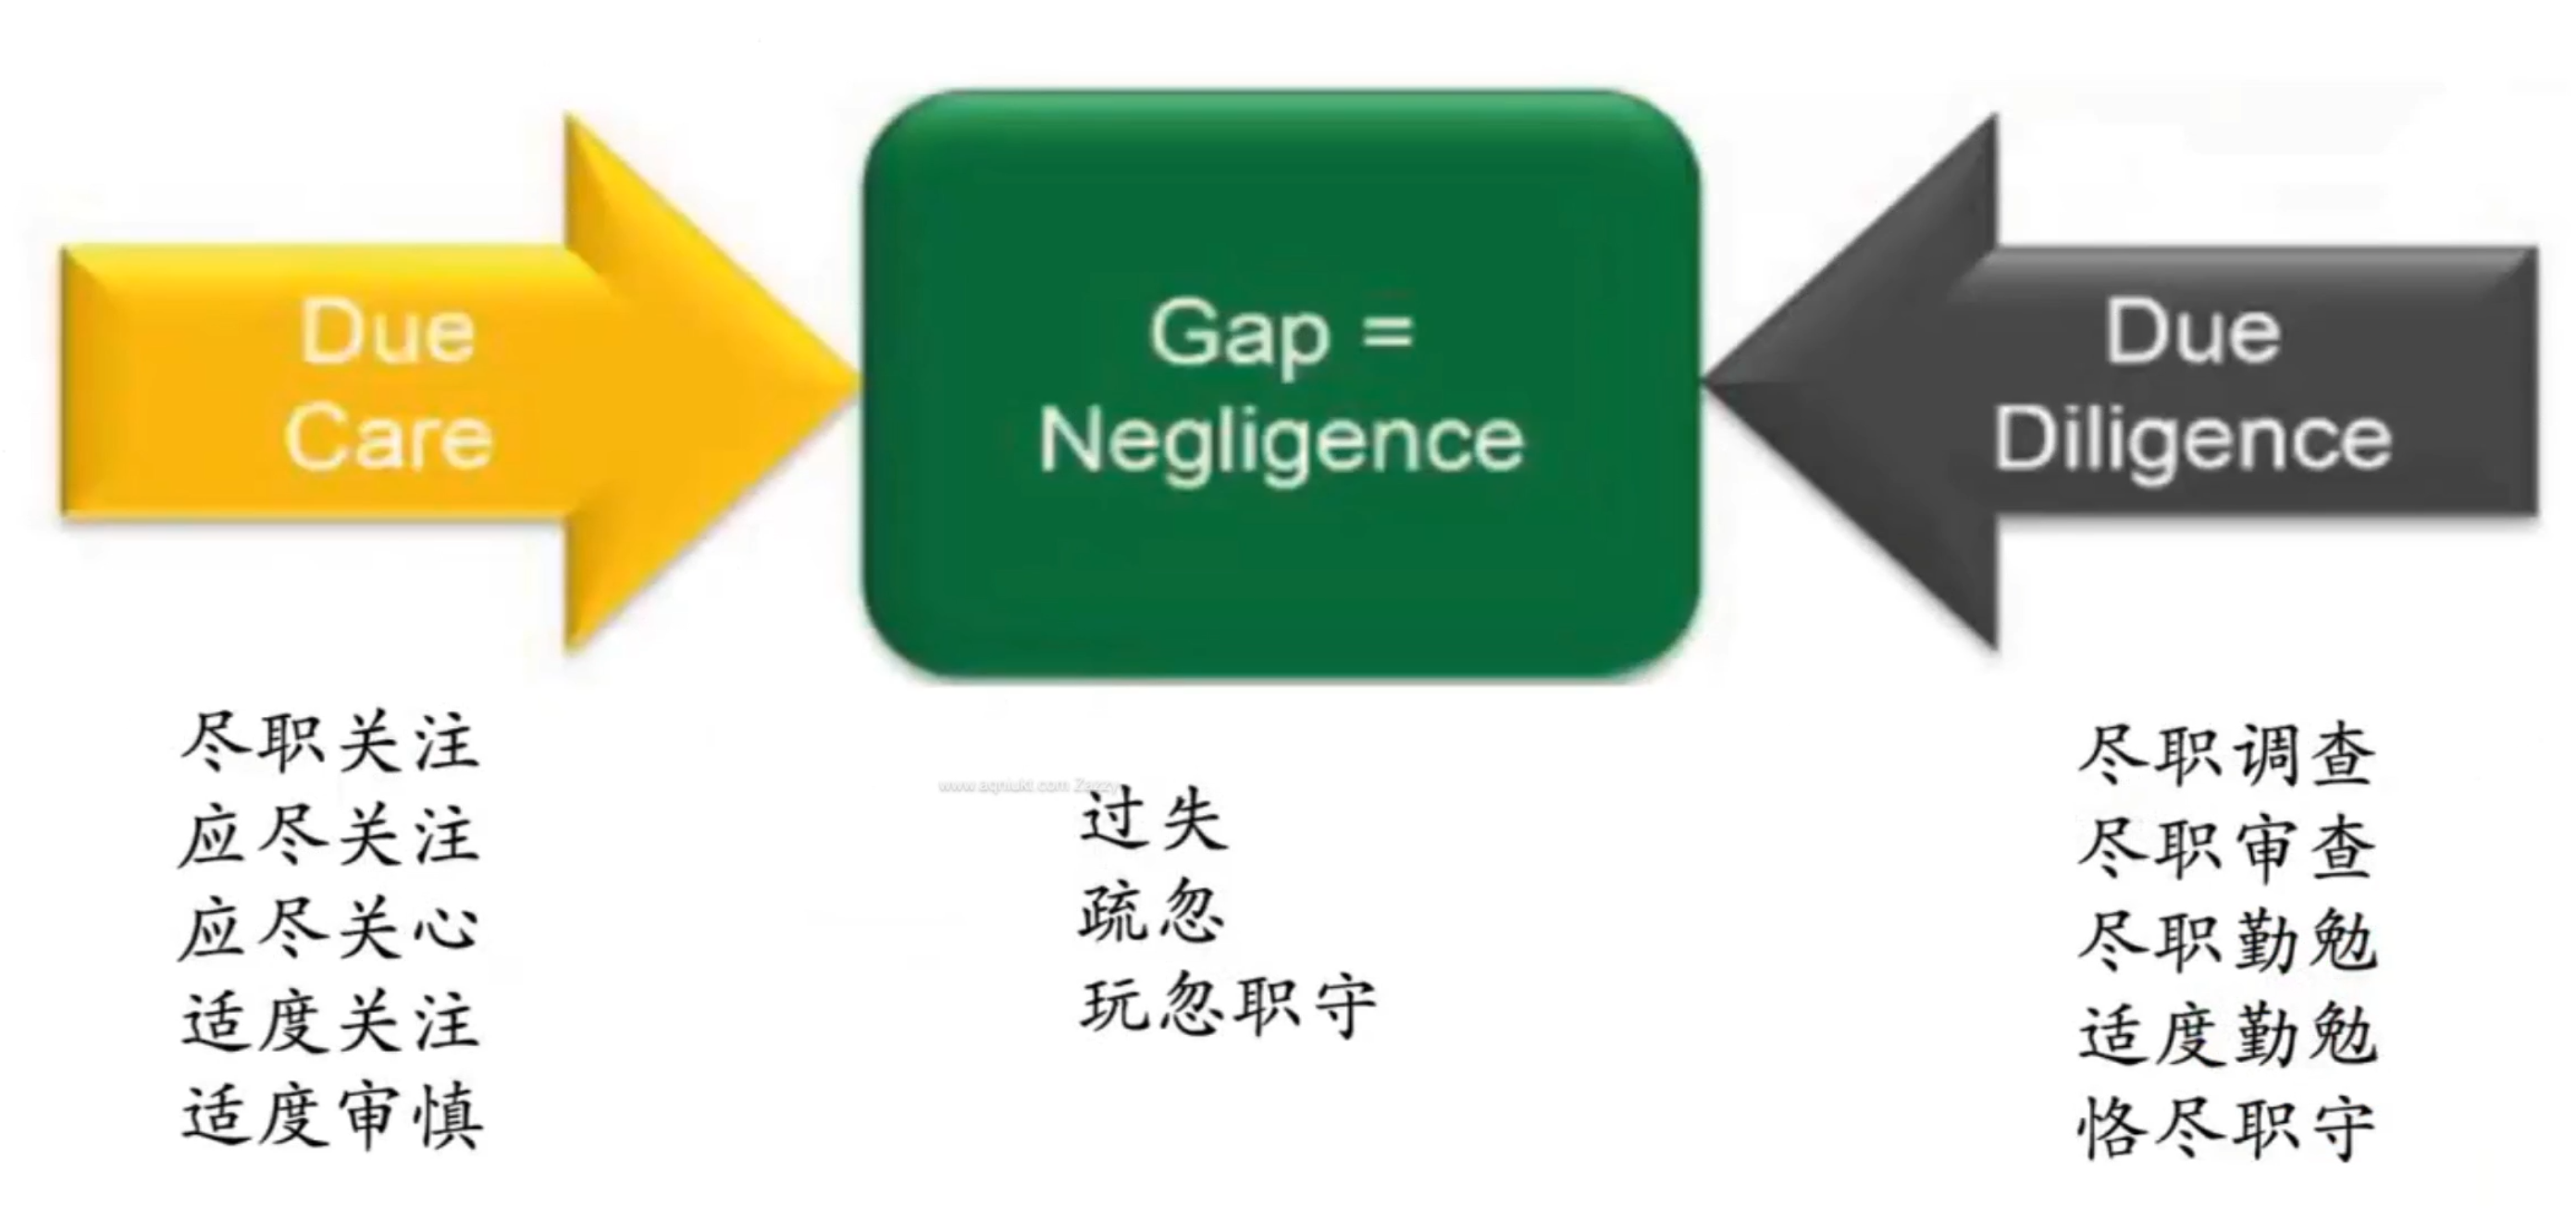 Due
Care
Gap =
Negligence
Due
Diligence
尽职关注
应尽关注
应尽关心
适度关注
适度审慎
www.aqniukt.com
过失
疏忽
玩忽职守
尽职调查
尽职审查
尽职勤勉
适度勤勉
恪尽职守